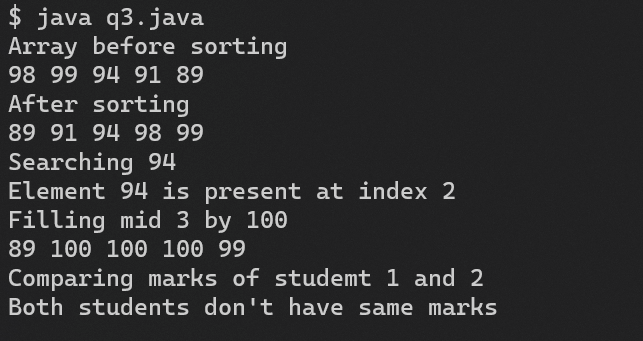 $ java q3.java
Array before sorting
98 99 94 91 89
After sorting
89 91 94 98 99
Searching 94
Element 94 is present at index 2
Filling mid 3 by 100
89 100 100 100 99
Comparing marks of studemt 1 and 2
Both students don't have same marks